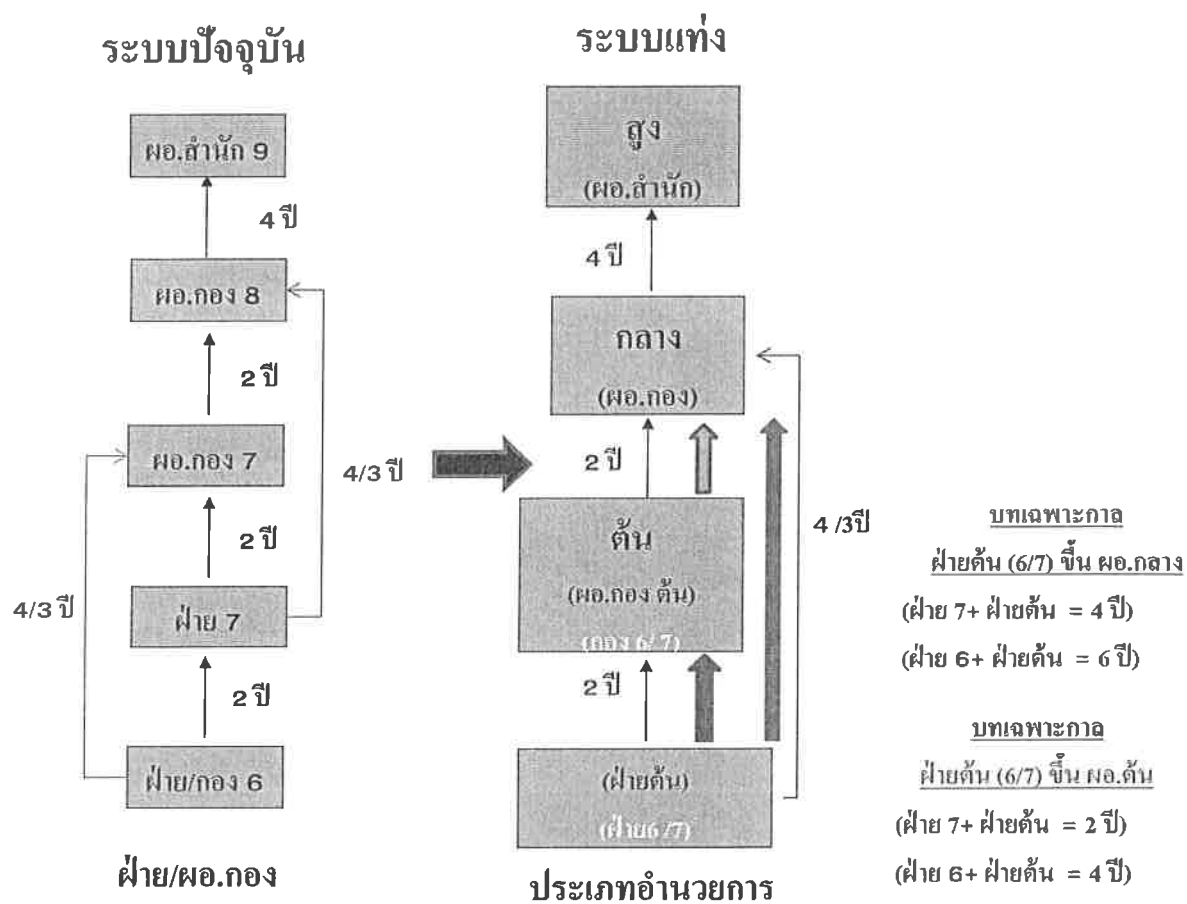 ระบบปัจจุบัน
ผอ.สำนัก 9
4 ปี
ผอ.กอง 8
2 ปี
ผอ.กอง 7
4/3 ปี
2 ปี
4/3 ปี
ฝ่าย 7
2 ปี
ฝ่าย/กอง 6
ฝ่าย/ผอ.กอง
ระบบแท่ง
สูง
(ผอ.สำนัก)
4 ปี
กลาง
(ผอ.กอง)
2 ปี
4 /3ปี
ต้น
(ผอ.กอง ต้น)
(กอง 6/ 7)
2 ปี
(ฝ่ายต้น)
(ฝ่าย6 /7)
ประเภทอำนวยการ
บทเฉพาะกาล
ฝ่ายต้น (6/7) ขึ้น ผอ.กลาง
(ฝ่าย 7+ ฝ่ายต้น = 4 ปี)
(ฝ่าย 6+ ฝ่ายต้น = 6 ปี)
บทเฉพาะกาล
ฝ่ายต้น (6/7) ขึ้น ผอ.ต้น
(ฝ่าย 7+ ฝ่ายต้น = 2 ปี)
(ฝ่าย 6+ ฝ่ายต้น = 4 ปี)